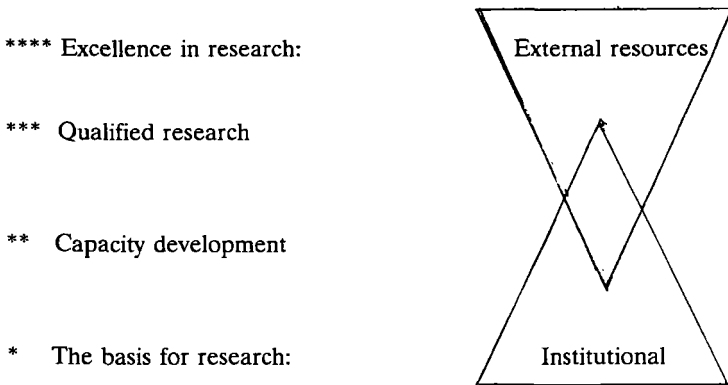 **** Excellence in research: External resources
*** Qualified research
** Capacity development
* The basis for research: Institutional